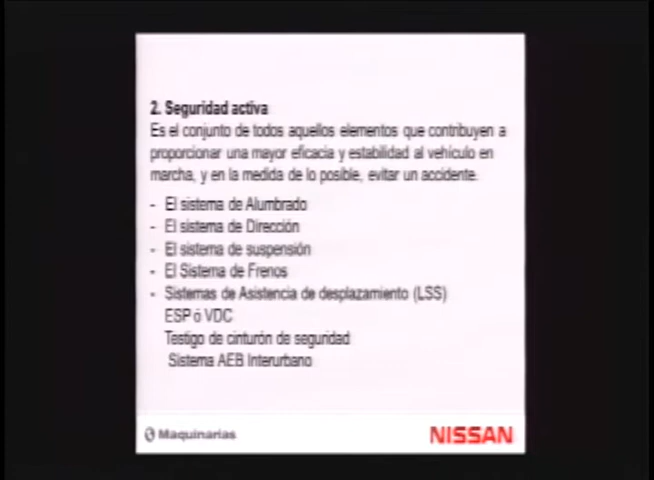 2. Seguridad activa
Es el conjunto de todos aquellos elementos que contribuyen a
proporcionar una mayor eficacia y estabilidad al vehículo en
marcha, y en la medida de lo posible, evitar un accidente.
- El sistema de Alumbrado
- El sistema de Dirección
- El sistema de suspensión
- El Sistema de Frenos
- Sistemas de Asistencia de desplazamiento (LSS)
ESP ó VDC
Testigo de cinturón de seguridad
Sistema AEB Interurbano
Maquinarias
NISSAN